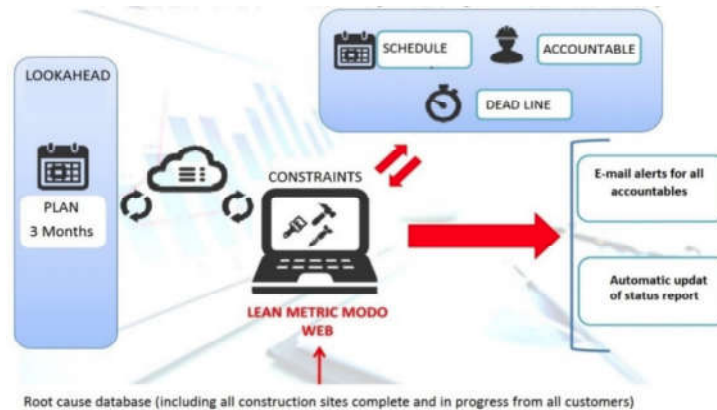 SCHEDULE
ACCOUNTABLE
DEAD LINE
LOOKAHEAD
PLAN
3 Months
CONSTRAINTS
LEAN METRIC MODO
WEB
E-mail alerts for all
accountables
Automatic updat
of status report
Root cause database (including all construction sites complete and in progress from all customers)